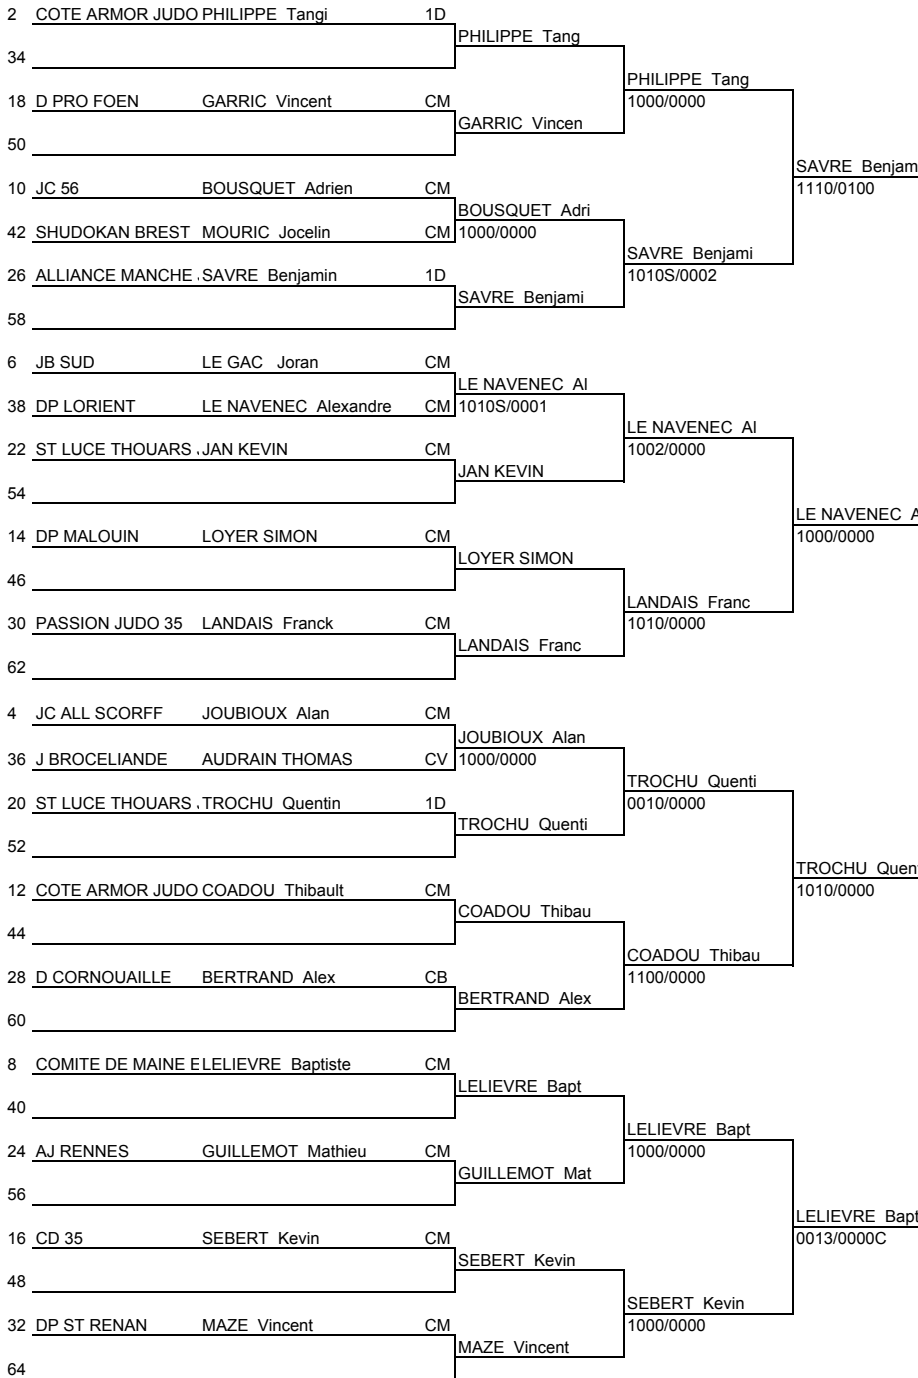 2 COTE ARMOR JUDO PHILIPPE Tangi 1D
PHILIPPE Tang
34
PHILIPPE Tang
18 D PRO FOEN GARRIC Vincent CM 1000/0000
GARRIC Vincen
50
SAVRE Benjam
10 JC 56 BOUSQUET Adrien CM 1110/0100
BOUSQUET Adri
42 SHUDOKAN BREST MOURIC Jocelin CM 1000/0000
SAVRE Benjami
26 ALLIANCE MANCHE . SAVRE Benjamin 1D 1010S/0002
SAVRE Benjami
58
6 JB SUD LE GAC Joran CM
LE NAVENEC Al
38 DP LORIENT LE NAVENEC Alexandre CM 1010S/0001
LE NAVENEC Al
22 ST LUCE THOUARS . JAN KEVIN CM 1002/0000
JAN KEVIN
54
LE NAVENEC A
14 DP MALOUIN LOYER SIMON CM 1000/0000
LOYER SIMON
46
LANDAIS Franc
30 PASSION JUDO 35 LANDAIS Franck CM 1010/0000
LANDAIS Franc
62
4 JC ALL SCORFF JOUBIOUX Alan CM
JOUBIOUX Alan
36 J BROCELIANDE AUDRAIN THOMAS CV 1000/0000
TROCHU Quenti
20 ST LUCE THOUARS . TROCHU Quentin 1D 0010/0000
TROCHU Quenti
52
TROCHU Quent
12 COTE ARMOR JUDO COADOU Thibault CM 1010/0000
COADOU Thibau
44
COADOU Thibau
28 D CORNOUAILLE BERTRAND Alex CB 1100/0000
BERTRAND Alex
60
8 COMITE DE MAINE E LELIEVRE Baptiste CM
LELIEVRE Bapt
40
LELIEVRE Bapt
24 AJ RENNES GUILLEMOT Mathieu CM 1000/0000
GUILLEMOT Mat
56
LELIEVRE Bapt
16 CD 35 SEBERT Kevin CM 0013/0000C
SEBERT Kevin
48
SEBERT Kevin
32 DP ST RENAN MAZE Vincent CM 1000/0000
MAZE Vincent
64